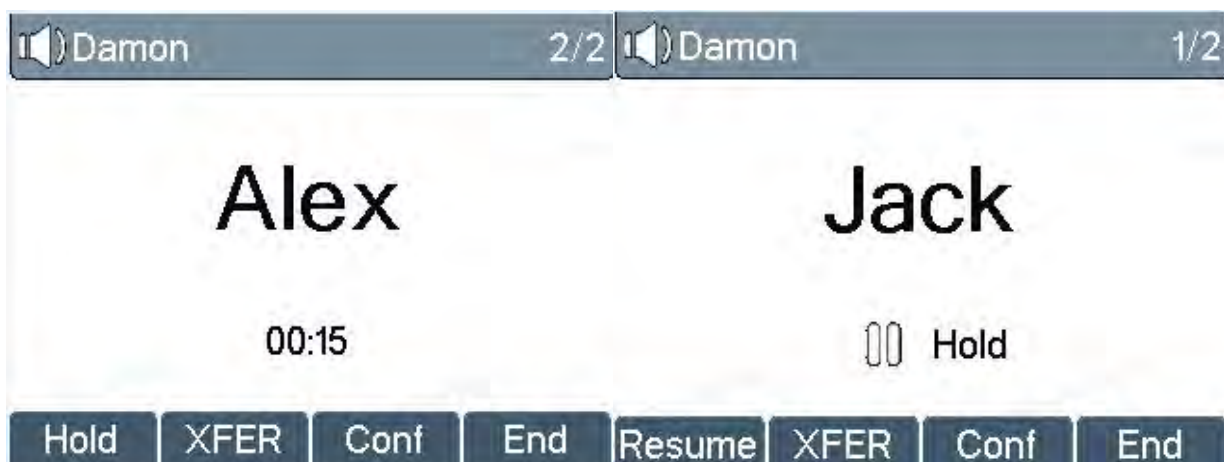 Damon 2/2
Alex
00:15
Hold XFER Conf End
Damon 1/2
Jack
Hold
Resume XFER Conf End